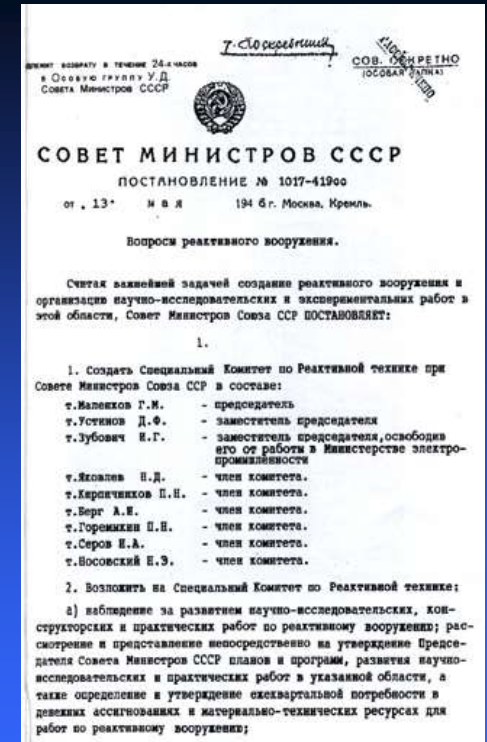 т. Поскребышев
ДЛЕЖИТ ВОЗВРАТУ В ТЕЧЕНИЕ 24-х ЧАСОВ
в Особую группу У.Д.
Совета Министров СССР
РАССЕКРЕЧЕНО
СОВ. СЕКРЕТНО
(ОСОБАЯ ПАПКА)
СОВЕТ МИНИСТРОВ СССР
ПОСТАНОВЛЕНИЕ № 1017-419сс
от „13" мая 1946 г. Москва, Кремль.
Вопросы реактивного вооружения.
Считая важнейшей задачей создание реактивного вооружения и
организацию научно-исследовательских и экспериментальных работ в
этой области, Совет Министров Союза ССР ПОСТАНОВЛЯЕТ:
1.
1. Создать Специальный Комитет по Реактивной технике при
Совете Министров Союза ССР в составе:
т.Маленков Г.М. - председатель
т.Устинов Д.Ф. - заместитель председателя
т.Зубович И.Г. - заместитель председателя,освободив
его от работы в Министерстве электро-
промышленности
т.Яковлев Н.Д. - член комитета.
т.Кирпичников П.Н. - член комитета.
т.Берг А.И. - член комитета.
т.Горемыкин П.Н. - член комитета.
т.Серов И.А. - член комитета.
т.Носовский Н.Э. - член комитета.
2. Возложить на Специальный Комитет по Реактивной технике:
а) наблюдение за развитием научно-исследовательских, кон-
структорских и практических работ по реактивному вооружению; рас-
смотрение и представление непосредственно на утверждение Предсе-
дателя Совета Министров СССР планов и программ, развития научно-
исследовательских и практических работ в указанной области, а
также определение и утверждение ежеквартальной потребности в
денежных ассигнованиях и материально-технических ресурсах для
работ по реактивному вооружению;